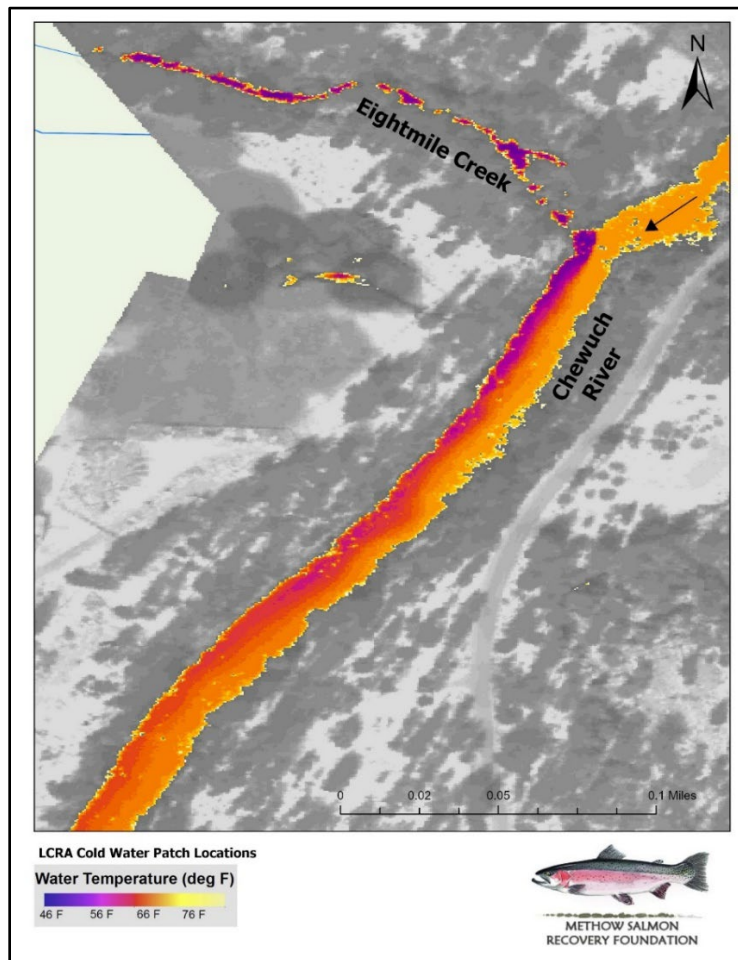 N
Eightmile Creek
Chewuch
River
0 0.02 0.05 0.1 Miles
LCRA Cold Water Patch Locations
Water Temperature (deg F)
46 F 56 F 66 F 76 F
METHOW SALMON
RECOVERY FOUNDATION